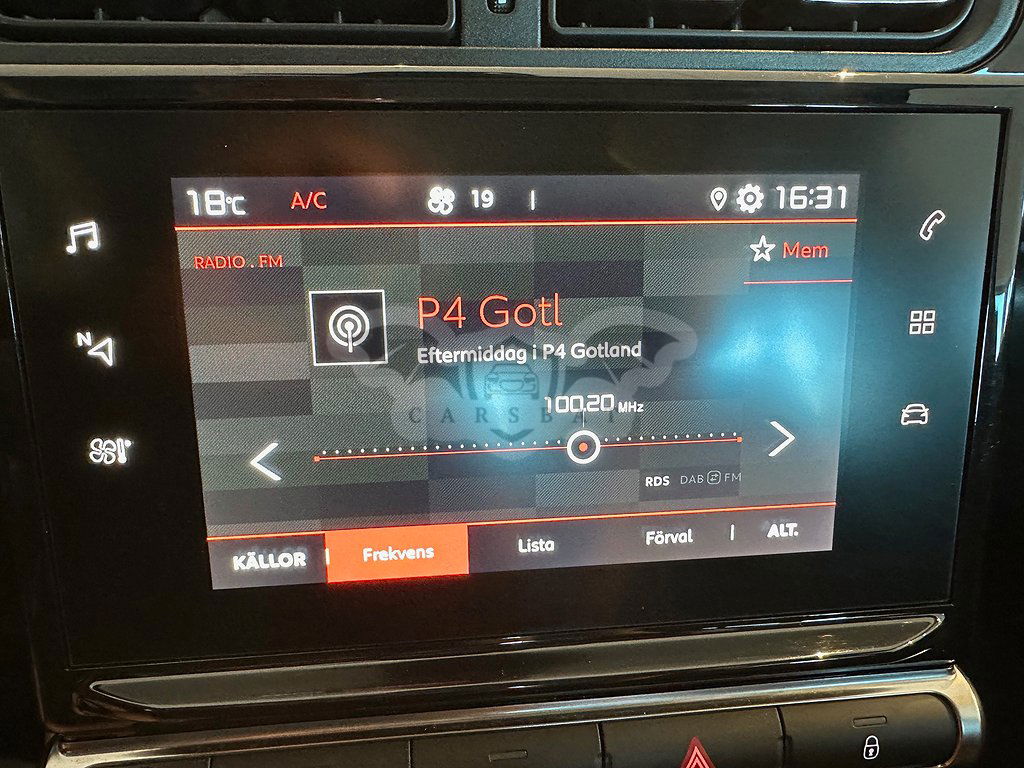 18°C A/C 19 16:31
RADIO . FM
Mem
P4 Gotl
Eftermiddag i P4 Gotland
N
100.20 MHz
CARSBAT
RDS DAB FM
KÄLLOR Frekvens Lista Förval ALT.